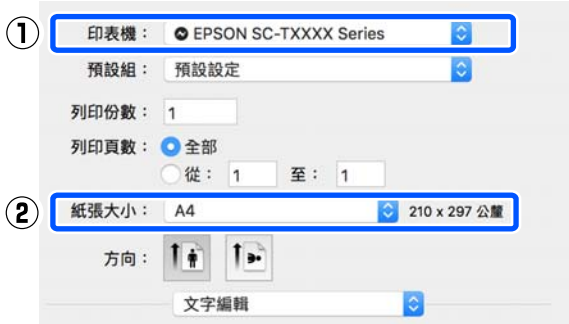 ① 印表機： EPSON SC-TXXXX Series
預設組： 預設設定
列印份數： 1
列印頁數： 全部
從： 1 至： 1
② 紙張大小： A4 210 x 297 公釐
方向：
文字編輯